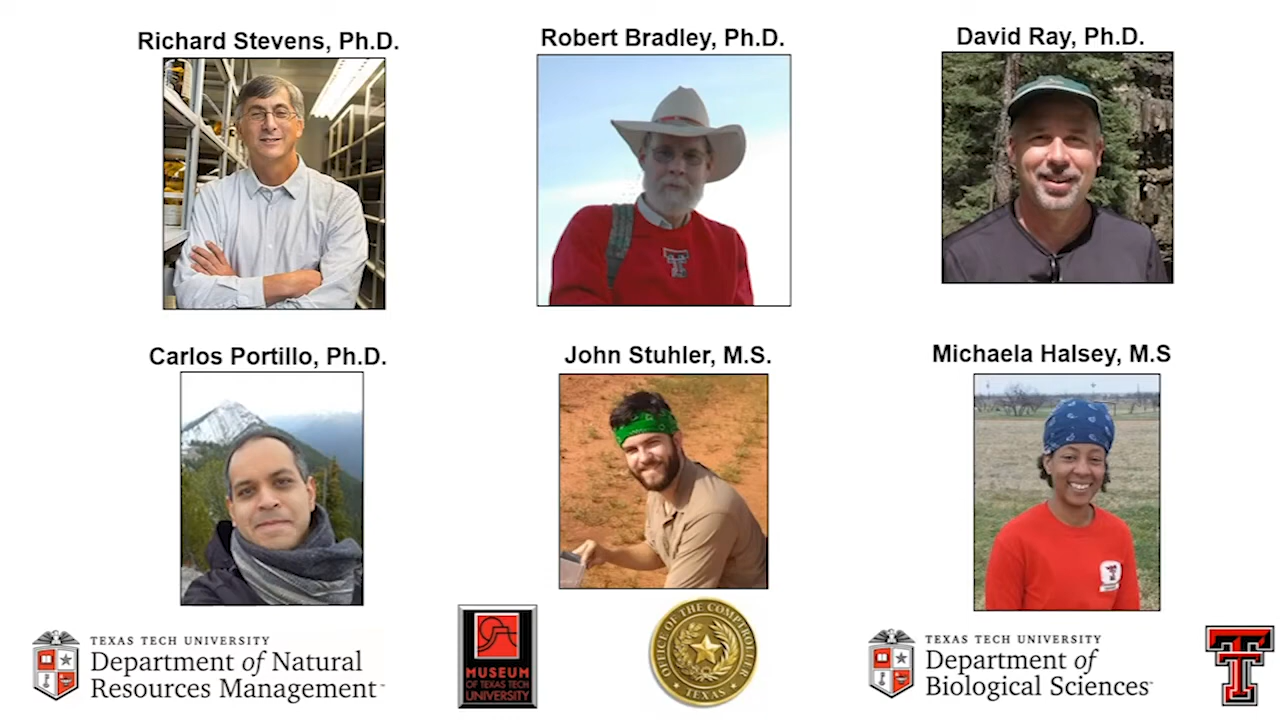 Richard Stevens, Ph.D.
Robert Bradley, Ph.D.
David Ray, Ph.D.
Carlos Portillo, Ph.D.
John Stuhler, M.S.
Michaela Halsey, M.S
TEXAS TECH UNIVERSITY
Department of Natural
Resources Management
MUSEUM
OF TEXAS TECH
UNIVERSITY
OFFICE OF THE COMPTROLLER
TEXAS
TEXAS TECH UNIVERSITY
Department of
Biological Sciences